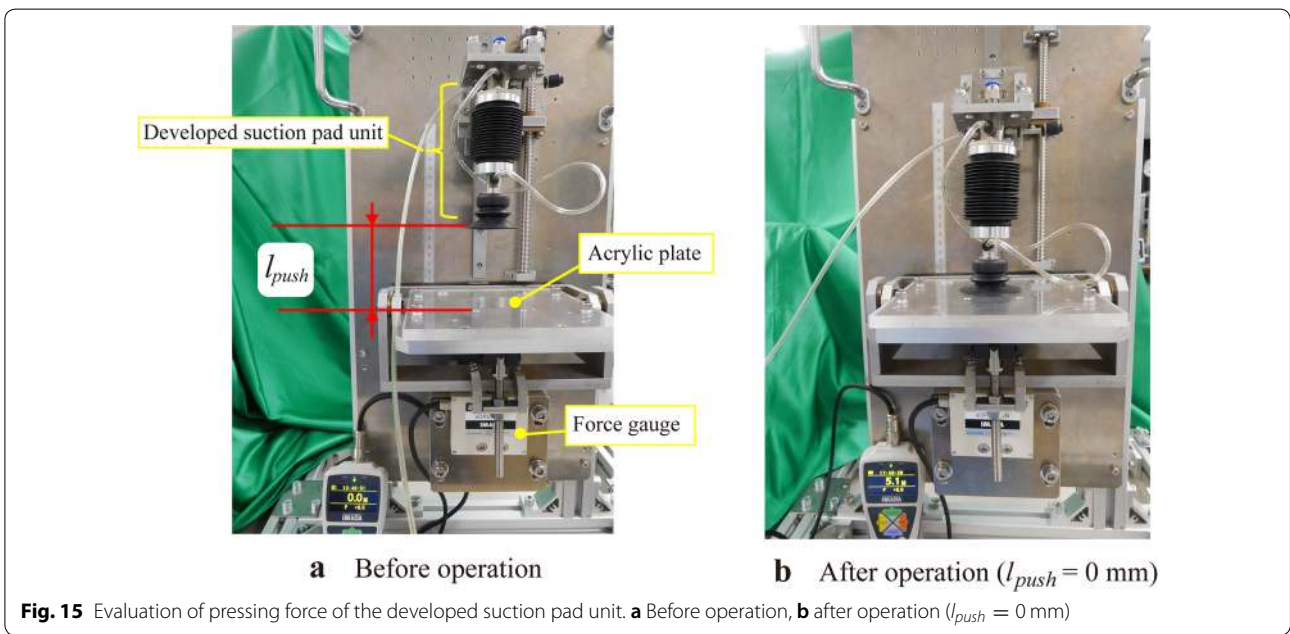 Developed suction pad unit
l_push
Acrylic plate
Force gauge
0.0N
IMADA
5.1N
IMADA
a Before operation
b After operation (l_push = 0 mm)
Fig. 15 Evaluation of pressing force of the developed suction pad unit. a Before operation, b after operation (l_push = 0 mm)